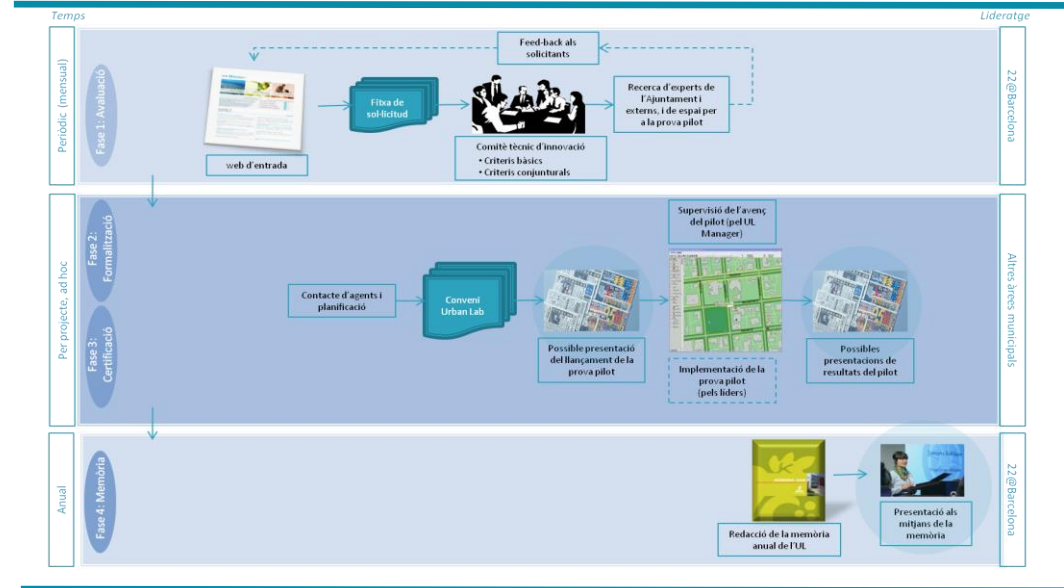 Temps
Lideratge
Periòdic (mensual)
Fase 1: Avaluació
22@Barcelona
Feed-back als
sol·licitants
Fitxa de
sol·licitud
Recerca d'experts de
l'Ajuntament i
externs, i de espai per
a la prova pilot
web d'entrada
Comitè tècnic d'innovació
• Criteris bàsics
• Criteris conjunturals
Per projecte, ad hoc
Fase 2:
Formalització
Fase 3:
Certificació
Altres àrees municipals
Supervisió de l'avenç
del pilot (pel UL
Manager)
Contacte d'agents i
planificació
Conveni
Urban Lab
Possible presentació
del llançament de la
prova pilot
Implementació de la
prova pilot
(pels líders)
Possibles
presentacions de
resultats del pilot
Anual
Fase 4: Memòria
22@Barcelona
Redacció de la memòria
anual de l'UL
Presentació als
mitjans de la
memòria